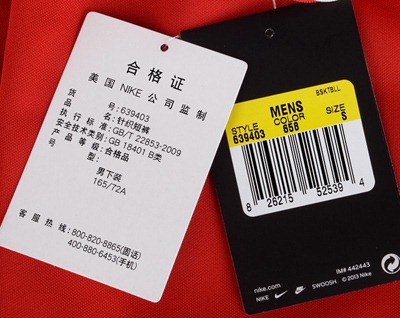 合格证
美国 NIKE 公司监制
货号:639403
品名:针织短裤
执行标准:GB/T 22853-2009
安全技术类别:GB 18401 B类
产品等级:合格品
型:男下装
165/72A
客服热线:800-820-8865(固话)
400-880-6453(手机)
BSKTBLL
MENS
STYLE COLOR SIZE
639403 658 S
8 26215 52539 4
IM# 442443
nike.com
NIKE SWOOSH © 2013 Nike